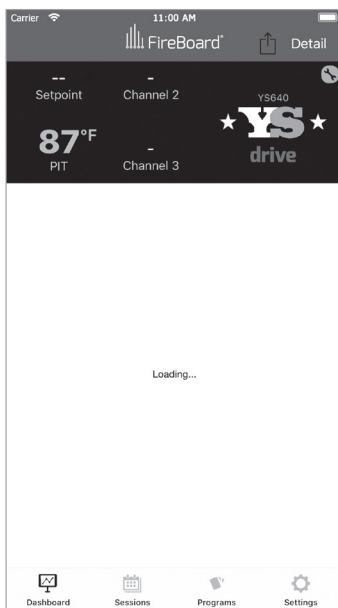 Carrier 11:00 AM
FireBoard® Detail
-- - YS640
Setpoint Channel 2
YS
87°F - drive
PIT Channel 3
Loading...
Dashboard Sessions Programs Settings